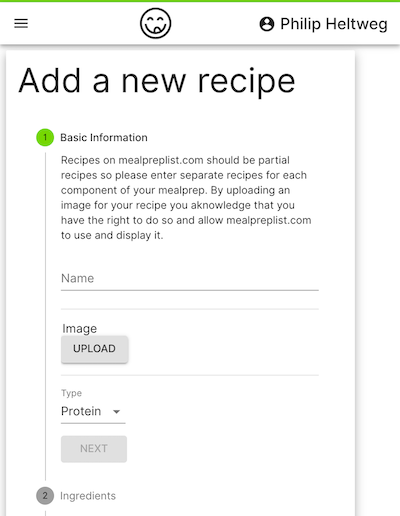 Philip Heltweg
Add a new recipe
1 Basic Information
Recipes on mealpreplist.com should be partial
recipes so please enter separate recipes for each
component of your mealprep. By uploading an
image for your recipe you aknowledge that you
have the right to do so and allow mealpreplist.com
to use and display it.
Name
Image
UPLOAD
Type
Protein
NEXT
2 Ingredients